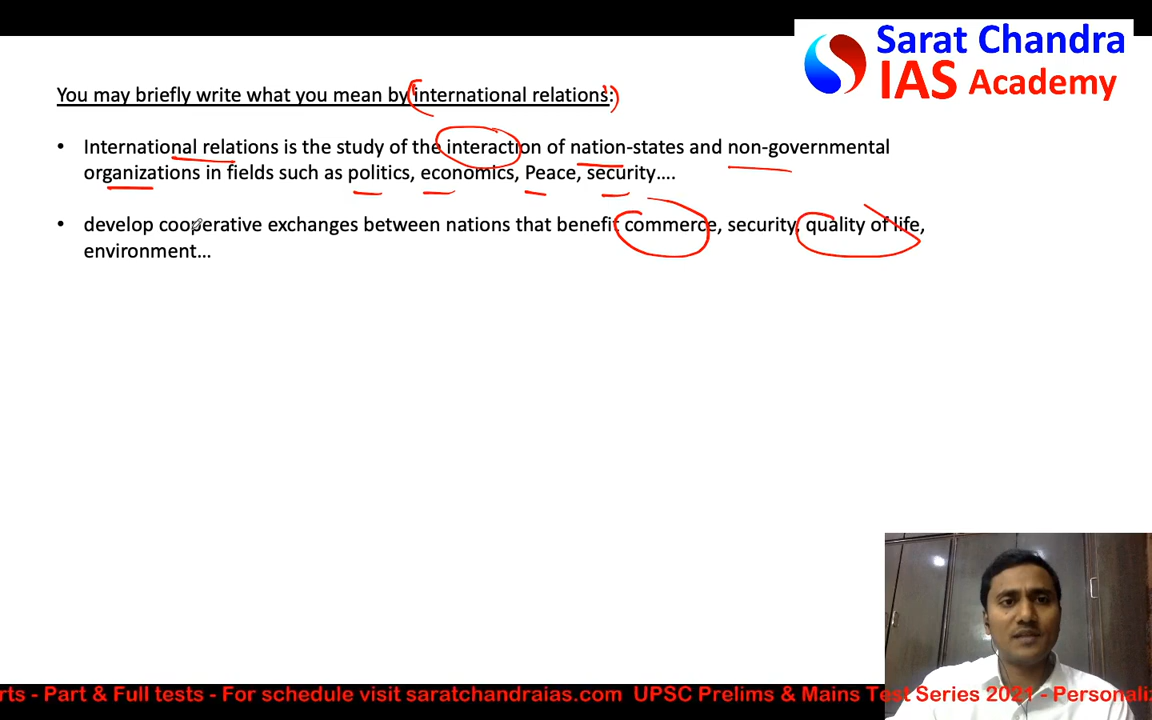 Sarat Chandra
IAS Academy
You may briefly write what you mean by 'international relations':
• International relations is the study of the interaction of nation-states and non-governmental
organizations in fields such as politics, economics, Peace, security....
• develop cooperative exchanges between nations that benefit commerce, security, quality of life,
environment...
rts - Part & Full tests - For schedule visit saratchandraias.com UPSC Prelims & Mains Test Series 2021 - Personaliz